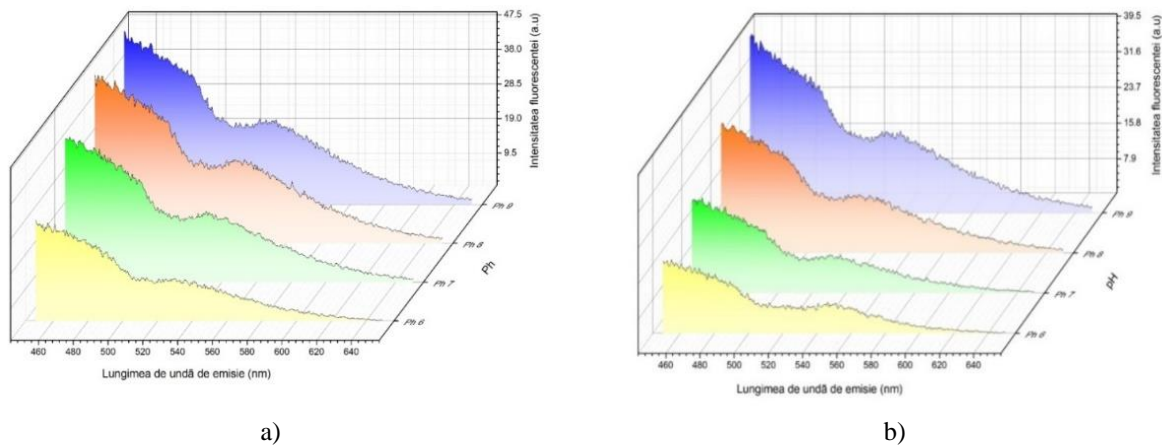 47.5
38.0
28.5
19.0
9.5
Intensitatea fluorescentei (a.u)
Ph 9
Ph 8
Ph 7
Ph 6
Ph
460 480 500 520 540 560 580 600 620 640
Lungimea de undă de emisie (nm)
a)
39.5
31.6
23.7
15.8
7.9
Intensitatea fluorescentei (a.u)
Ph 9
Ph 8
Ph 7
Ph 6
pH
460 480 500 520 540 560 580 600 620 640
Lungimea de undă de emisie (nm)
b)